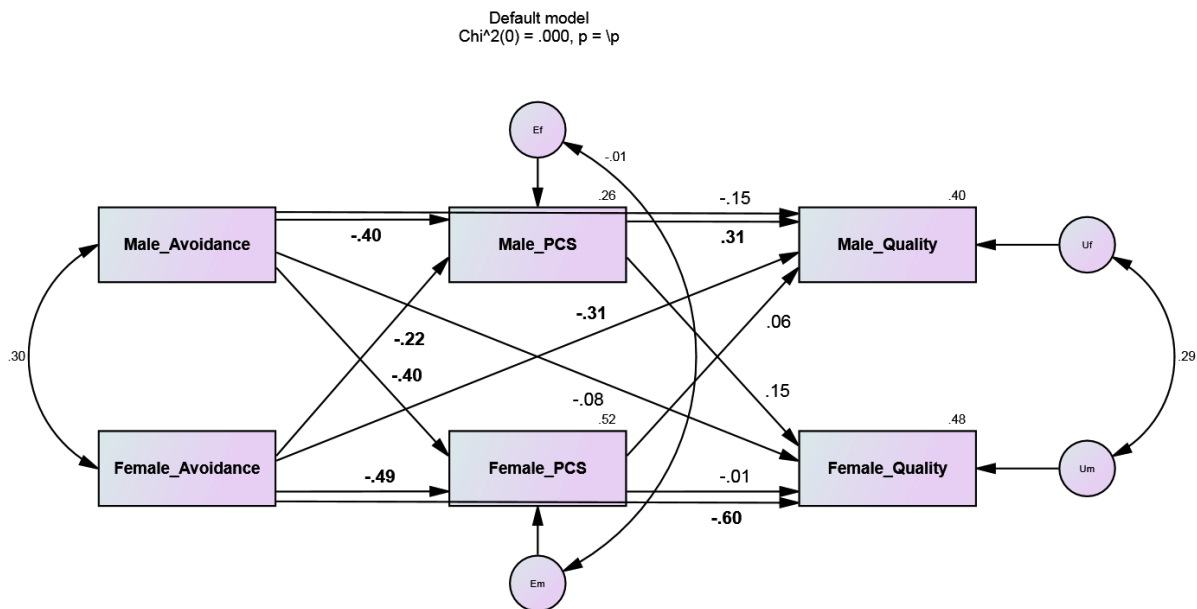 Default model
Chi^2(0) = .000, p = \p
Ef
-.01
.26
-.15
.40
Male_Avoidance
-.40
Male_PCS
.31
Male_Quality
Uf
-.31
.06
-.22
.30
.29
-.40
-.08
.15
.52
.48
Female_Avoidance
-.49
Female_PCS
-.01
Female_Quality
Um
-.60
Em